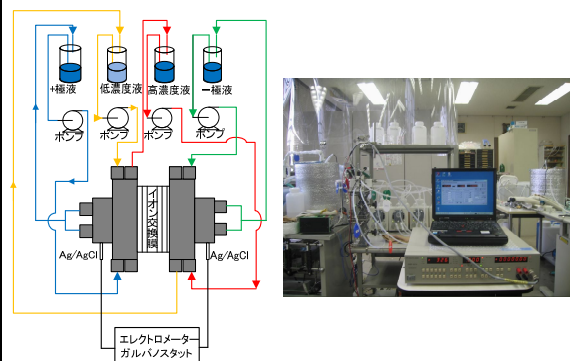 +極液
低濃度液
高濃度液
ー極液
ポンプ
ポンプ
ポンプ
ポンプ
イオン交換膜
Ag/AgCl
Ag/AgCl
エレクトロメーター
ガルバノスタット